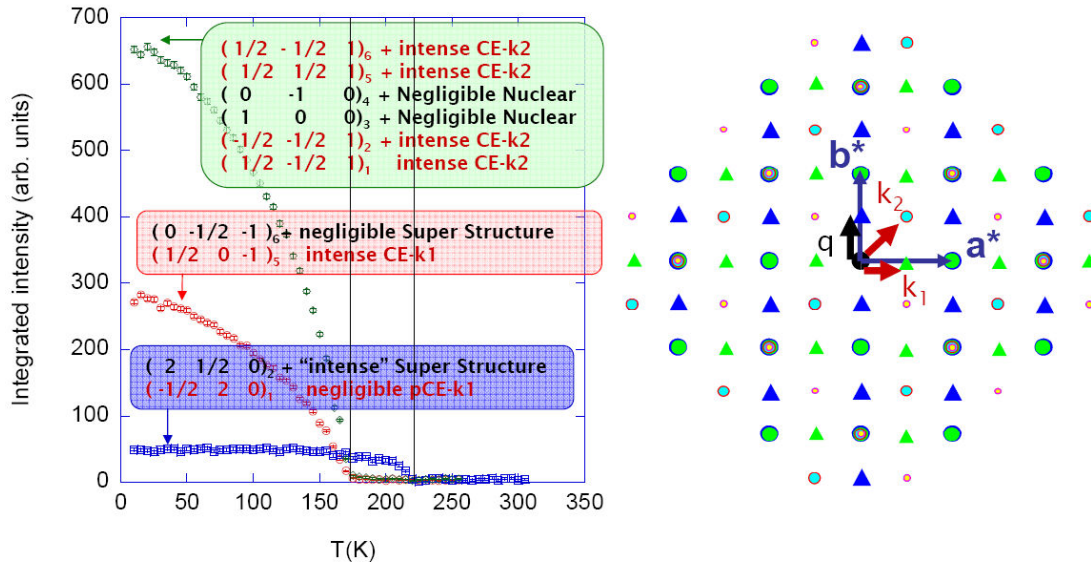 700
600
500
400
300
200
100
0
Integrated intensity (arb. units)
( 1/2 - 1/2 1)6 + intense CE-k2
( 1/2 1/2 1)5 + intense CE-k2
( 0 -1 0)4 + Negligible Nuclear
( 1 0 0)3 + Negligible Nuclear
(-1/2 -1/2 1)2 + intense CE-k2
( 1/2 -1/2 1)1 intense CE-k2
( 0 -1/2 -1 )6+ negligible Super Structure
(1/2 0 -1)5 intense CE-k1
( 2 1/2 0)2 + “intense” Super Structure
( -1/2 2 0)1 negligible pCE-k1
0 50 100 150 200 250 300 350
T(K)
b*
k2
q
a*
k1